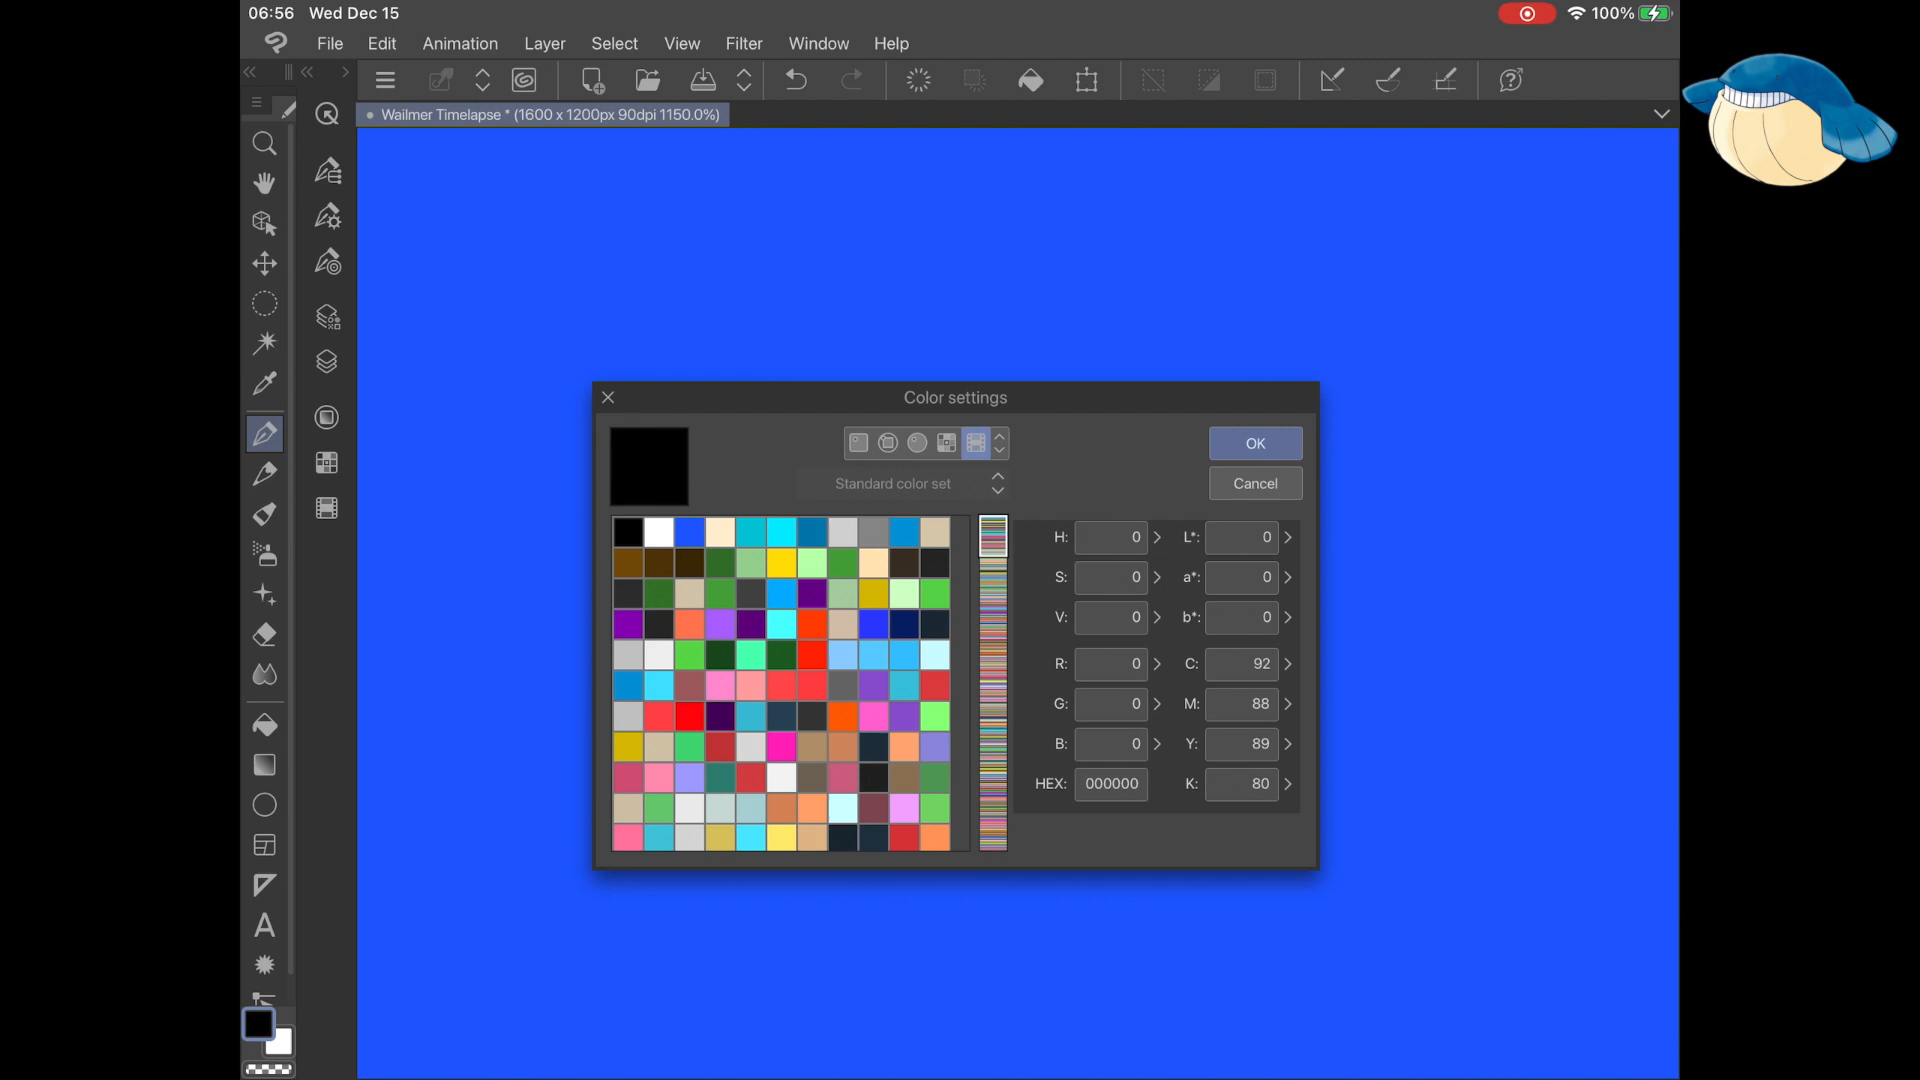 06:56 Wed Dec 15 100%
File Edit Animation Layer Select View Filter Window Help
Wailmer Timelapse * (1600 x 1200px 90dpi 1150.0%)
Color settings
OK
Standard color set
Cancel
H: 0 L*: 0
S: 0 a*: 0
V: 0 b*: 0
R: 0 C: 92
G: 0 M: 88
B: 0 Y: 89
HEX: 000000 K: 80
A